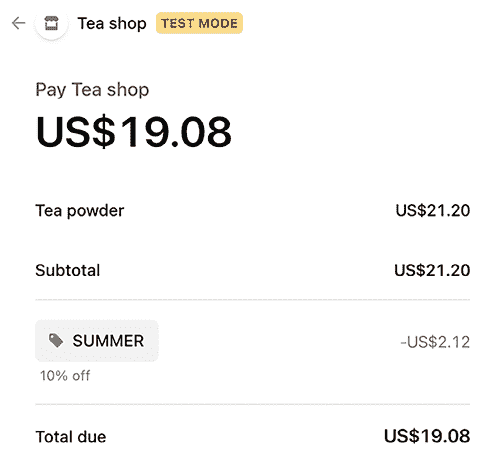 Tea shop TEST MODE
Pay Tea shop
US$19.08
Tea powder US$21.20
Subtotal US$21.20
SUMMER -US$2.12
10% off
Total due US$19.08